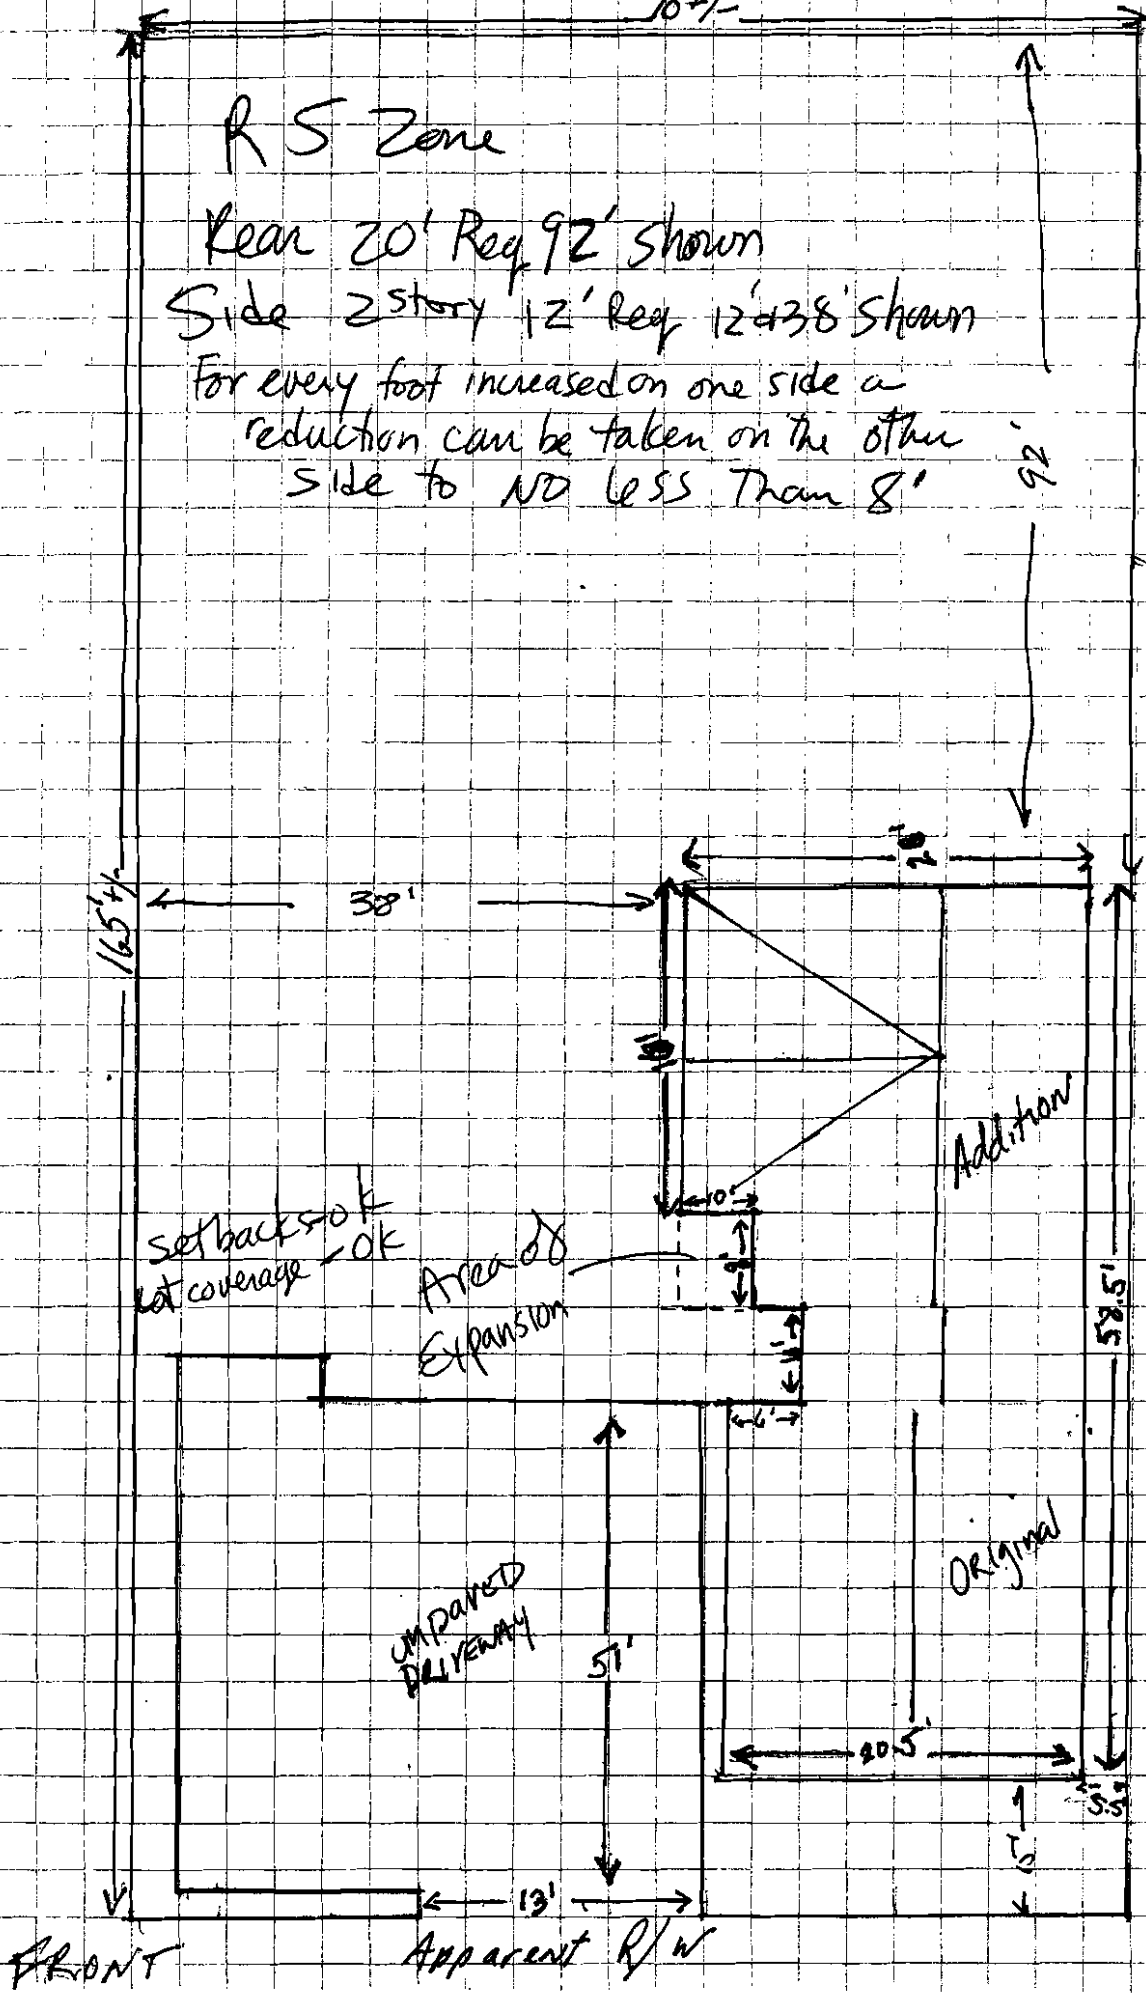 R S Zone
Rear 20' Req 92' shown
Side 2 story 12' Req 12' or 38' shown
For every foot increased on one side a
reduction can be taken on the other
side to NO less Than 8'
92'
165' +/-
38'
Addition
10'
8'
setbacks-ok
Lot coverage - OK
Area of
Expansion
58.5'
6'
Original
unpaved
DRIVEWAY
51'
20.5'
5.5'
13'
FRONT
Apparent R/W